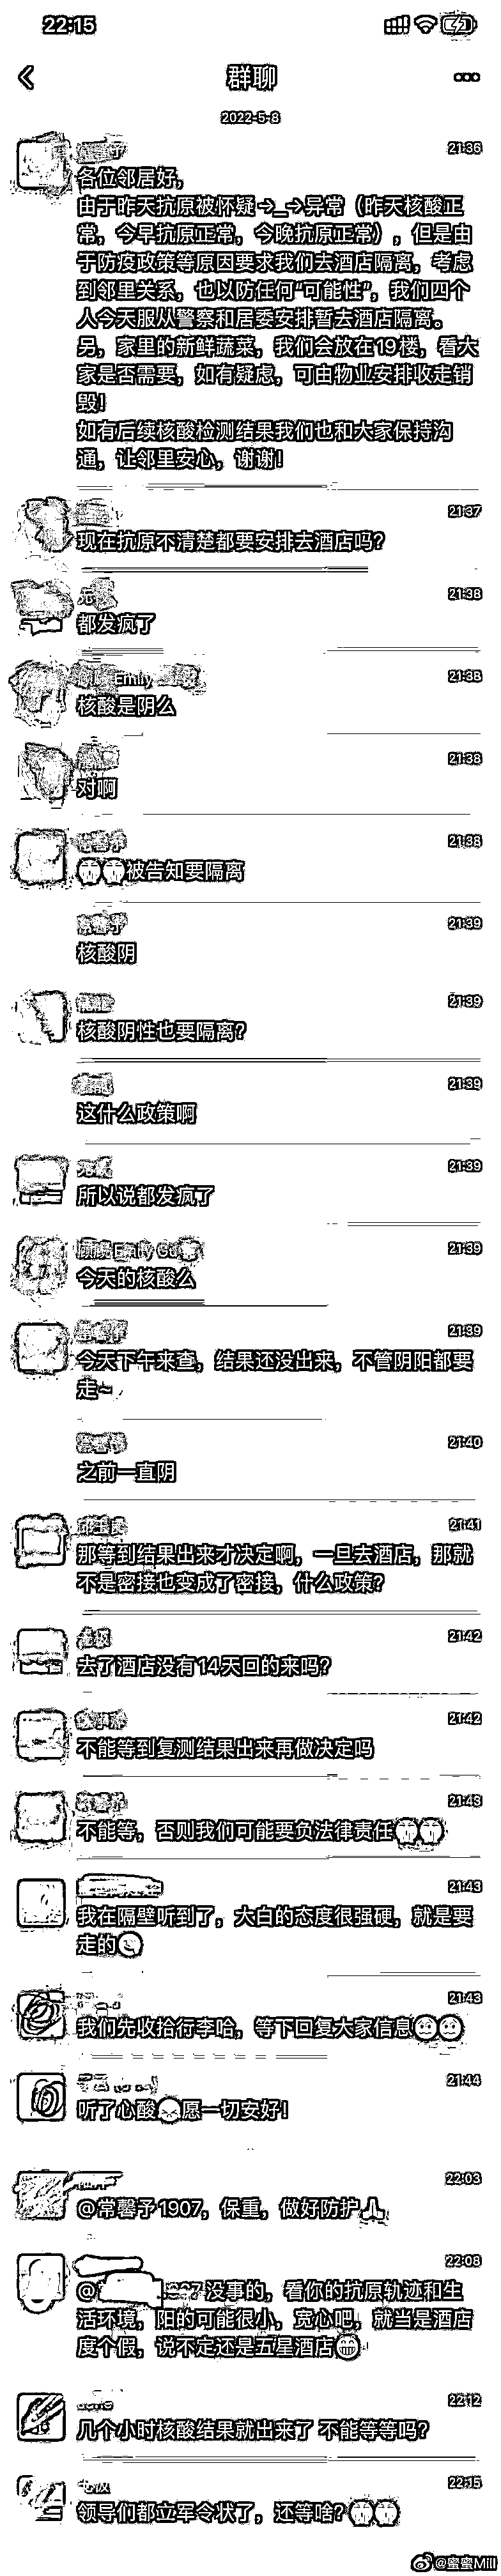 22:15
群聊
2022-5-8
21:36
各位邻居好，
由于昨天抗原被怀疑→_→异常（昨天核酸正
常，今早抗原正常，今晚抗原正常），但是由
于防疫政策等原因要求我们去酒店隔离，考虑
到邻里关系，也以防任何“可能性”，我们四个
人今天服从警察和居委安排暂去酒店隔离。
另，家里的新鲜蔬菜，我们会放在19楼，看大
家是否需要，如有疑虑，可由物业安排收走销
毁！
如有后续核酸检测结果我们也和大家保持沟
通，让邻里安心，谢谢！
21:37
现在抗原不清楚都要安排去酒店吗？
21:38
都发疯了
Emily
21:38
核酸是阴么
21:38
对啊
21:38
被告知要隔离
21:39
核酸阴
21:39
核酸阴性也要隔离？
21:39
这什么政策啊
21:39
所以说都发疯了
Emily
21:39
今天的核酸么
21:39
今天下午来查，结果还没出来，不管阴阳都要
走~
21:40
之前一直阴
21:41
那等到结果出来才决定啊，一旦去酒店，那就
不是密接也变成了密接，什么政策？
21:42
去了酒店没有14天回的来吗？
21:42
不能等到复测结果出来再做决定吗
21:43
不能等，否则我们可能要负法律责任
21:43
我在隔壁听到了，大白的态度很强硬，就是要
走的
21:43
我们先收拾行李哈，等下回复大家信息
21:44
听了心酸 愿一切安好！
22:03
@常馨予1907，保重，做好防护🙏
22:08
@ 没事的，看你的抗原轨迹和生
活环境，阳的可能很小，宽心吧，就当是酒店
度个假，说不定还是五星酒店😁
22:12
几个小时核酸结果就出来了 不能等等吗？
22:15
领导们都立军令状了，还等啥？
@蜜蜜Mill